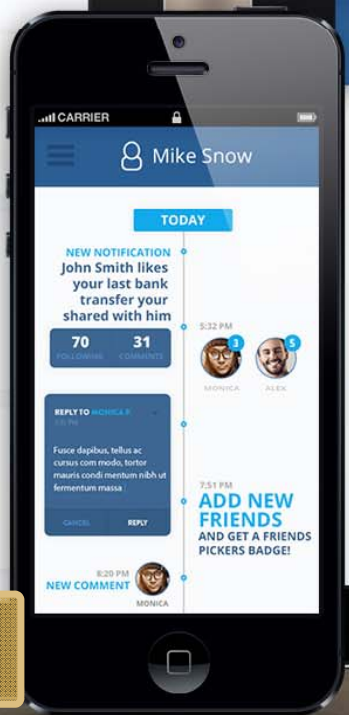 CARRIER
Mike Snow
TODAY
NEW NOTIFICATION
John Smith likes
your last bank
transfer your
shared with him
70 31
FOLLOWING COMMENTS
5:32 PM
3 5
MONICA ALEX
REPLY TO MONICA P.
Fusce dapibus, tellus ac
cursus com modo, tortor
mauris condi mentum nibh ut
fermentum massa
CANCEL REPLY
7:51 PM
ADD NEW
FRIENDS
AND GET A FRIENDS
PICKERS BADGE!
8:20 PM
NEW COMMENT
MONICA